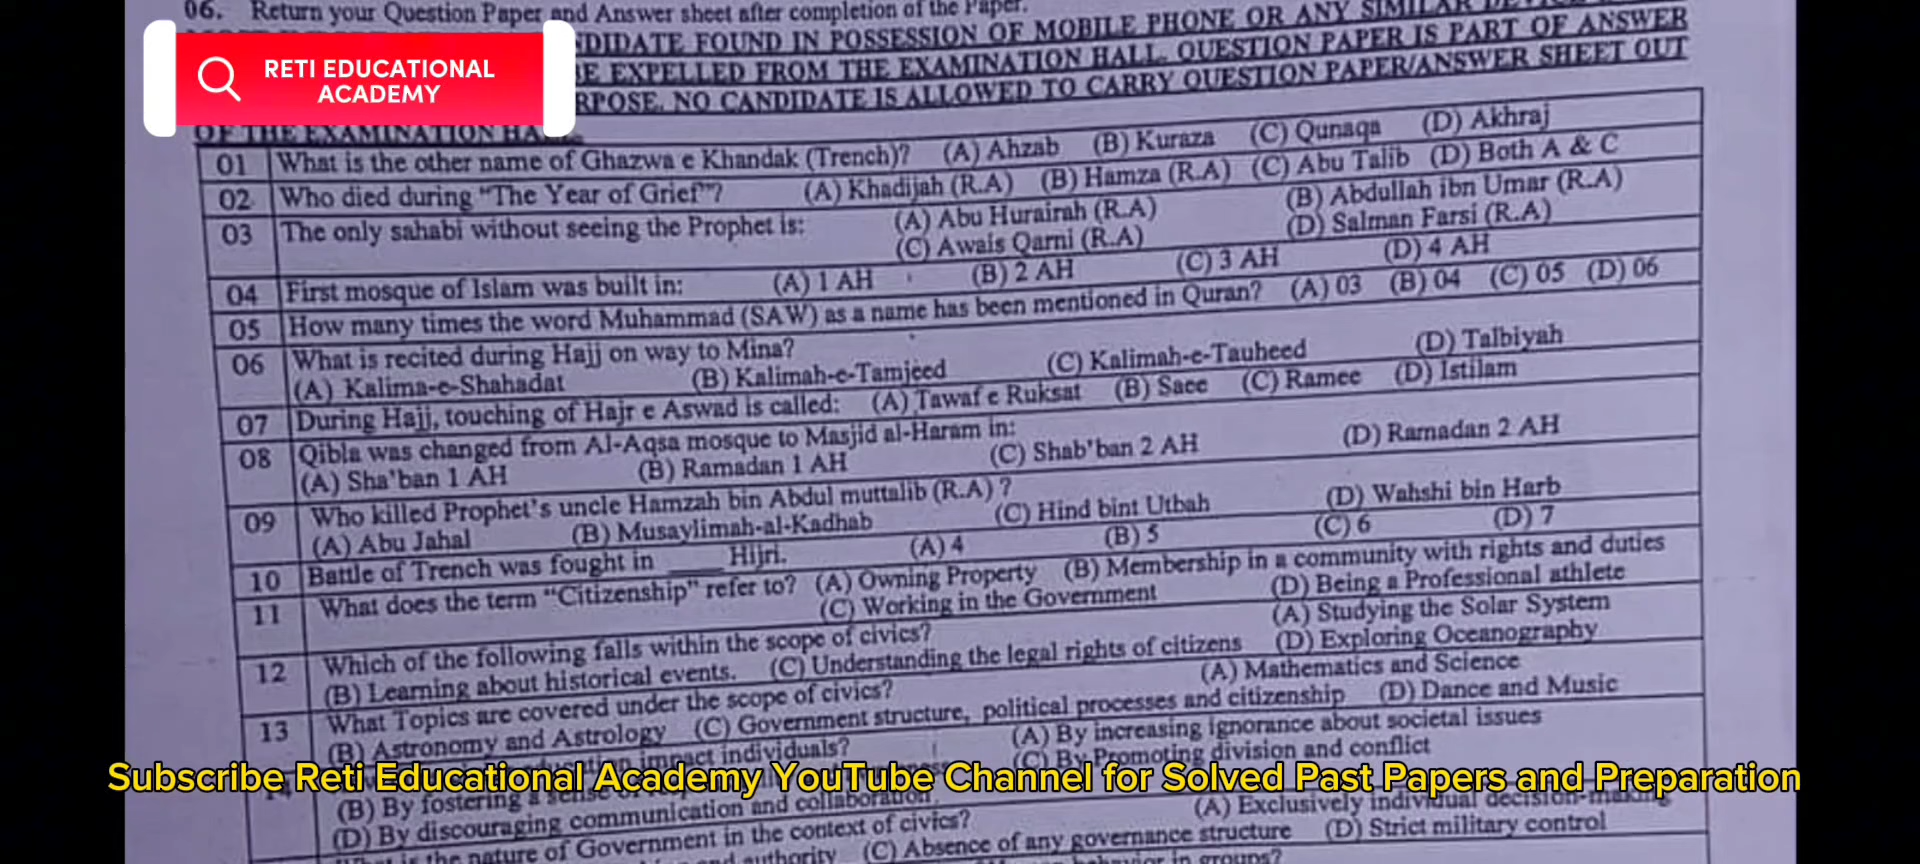 06. Return your Question Paper and Answer sheet after completion of the Paper.
RETI EDUCATIONAL
ACADEMY
NDIDATE FOUND IN POSSESSION OF MOBILE PHONE OR ANY SIMILAR
E EXPELLED FROM THE EXAMINATION HALL. QUESTION PAPER IS PART OF ANSWER
RPOSE. NO CANDIDATE IS ALLOWED TO CARRY QUESTION PAPER/ANSWER SHEET OUT
OF THE EXAMINATION HALL.
01 What is the other name of Ghazwa e Khandak (Trench)? (A) Ahzab (B) Kuraza (C) Qunaqa (D) Akhraj
02 Who died during "The Year of Grief"? (A) Khadijah (R.A) (B) Hamza (R.A) (C) Abu Talib (D) Both A & C
03 The only sahabi without seeing the Prophet is: (A) Abu Hurairah (R.A) (B) Abdullah ibn Umar (R.A)
(C) Awais Qarni (R.A) (D) Salman Farsi (R.A)
04 First mosque of Islam was built in: (A) 1 AH (B) 2 AH (C) 3 AH (D) 4 AH
05 How many times the word Muhammad (SAW) as a name has been mentioned in Quran? (A) 03 (B) 04 (C) 05 (D) 06
06 What is recited during Hajj on way to Mina?
(A) Kalima-e-Shahadat (B) Kalimah-e-Tamjeed (C) Kalimah-e-Tauheed (D) Talbiyah
07 During Hajj, touching of Hajr e Aswad is called: (A) Tawaf e Ruksat (B) Saee (C) Ramee (D) Istilam
08 Qibla was changed from Al-Aqsa mosque to Masjid al-Haram in:
(A) Sha'ban 1 AH (B) Ramadan 1 AH (C) Shab'ban 2 AH (D) Ramadan 2 AH
09 Who killed Prophet's uncle Hamzah bin Abdul muttalib (R.A) ?
(A) Abu Jahal (B) Musaylimah-al-Kadhab (C) Hind bint Utbah (D) Wahshi bin Harb
10 Battle of Trench was fought in ____ Hijri. (A) 4 (B) 5 (C) 6 (D) 7
11 What does the term "Citizenship" refer to? (A) Owning Property (B) Membership in a community with rights and duties
(C) Working in the Government (D) Being a Professional athlete
12 Which of the following falls within the scope of civics? (A) Studying the Solar System
(B) Learning about historical events. (C) Understanding the legal rights of citizens (D) Exploring Oceanography
13 What Topics are covered under the scope of civics? (A) Mathematics and Science
(B) Astronomy and Astrology (C) Government structure, political processes and citizenship (D) Dance and Music
14 impact individuals? (A) By increasing ignorance about societal issues
(B) By fostering a sense of (C) By Promoting division and conflict
Subscribe Reti Educational Academy YouTube Channel for Solved Past Papers and Preparation
(D) By discouraging communication and collaboration
is the nature of Government in the context of civics? (A) Exclusively individual decision-making
and authority (C) Absence of any governance structure (D) Strict military control
behavior in groups?